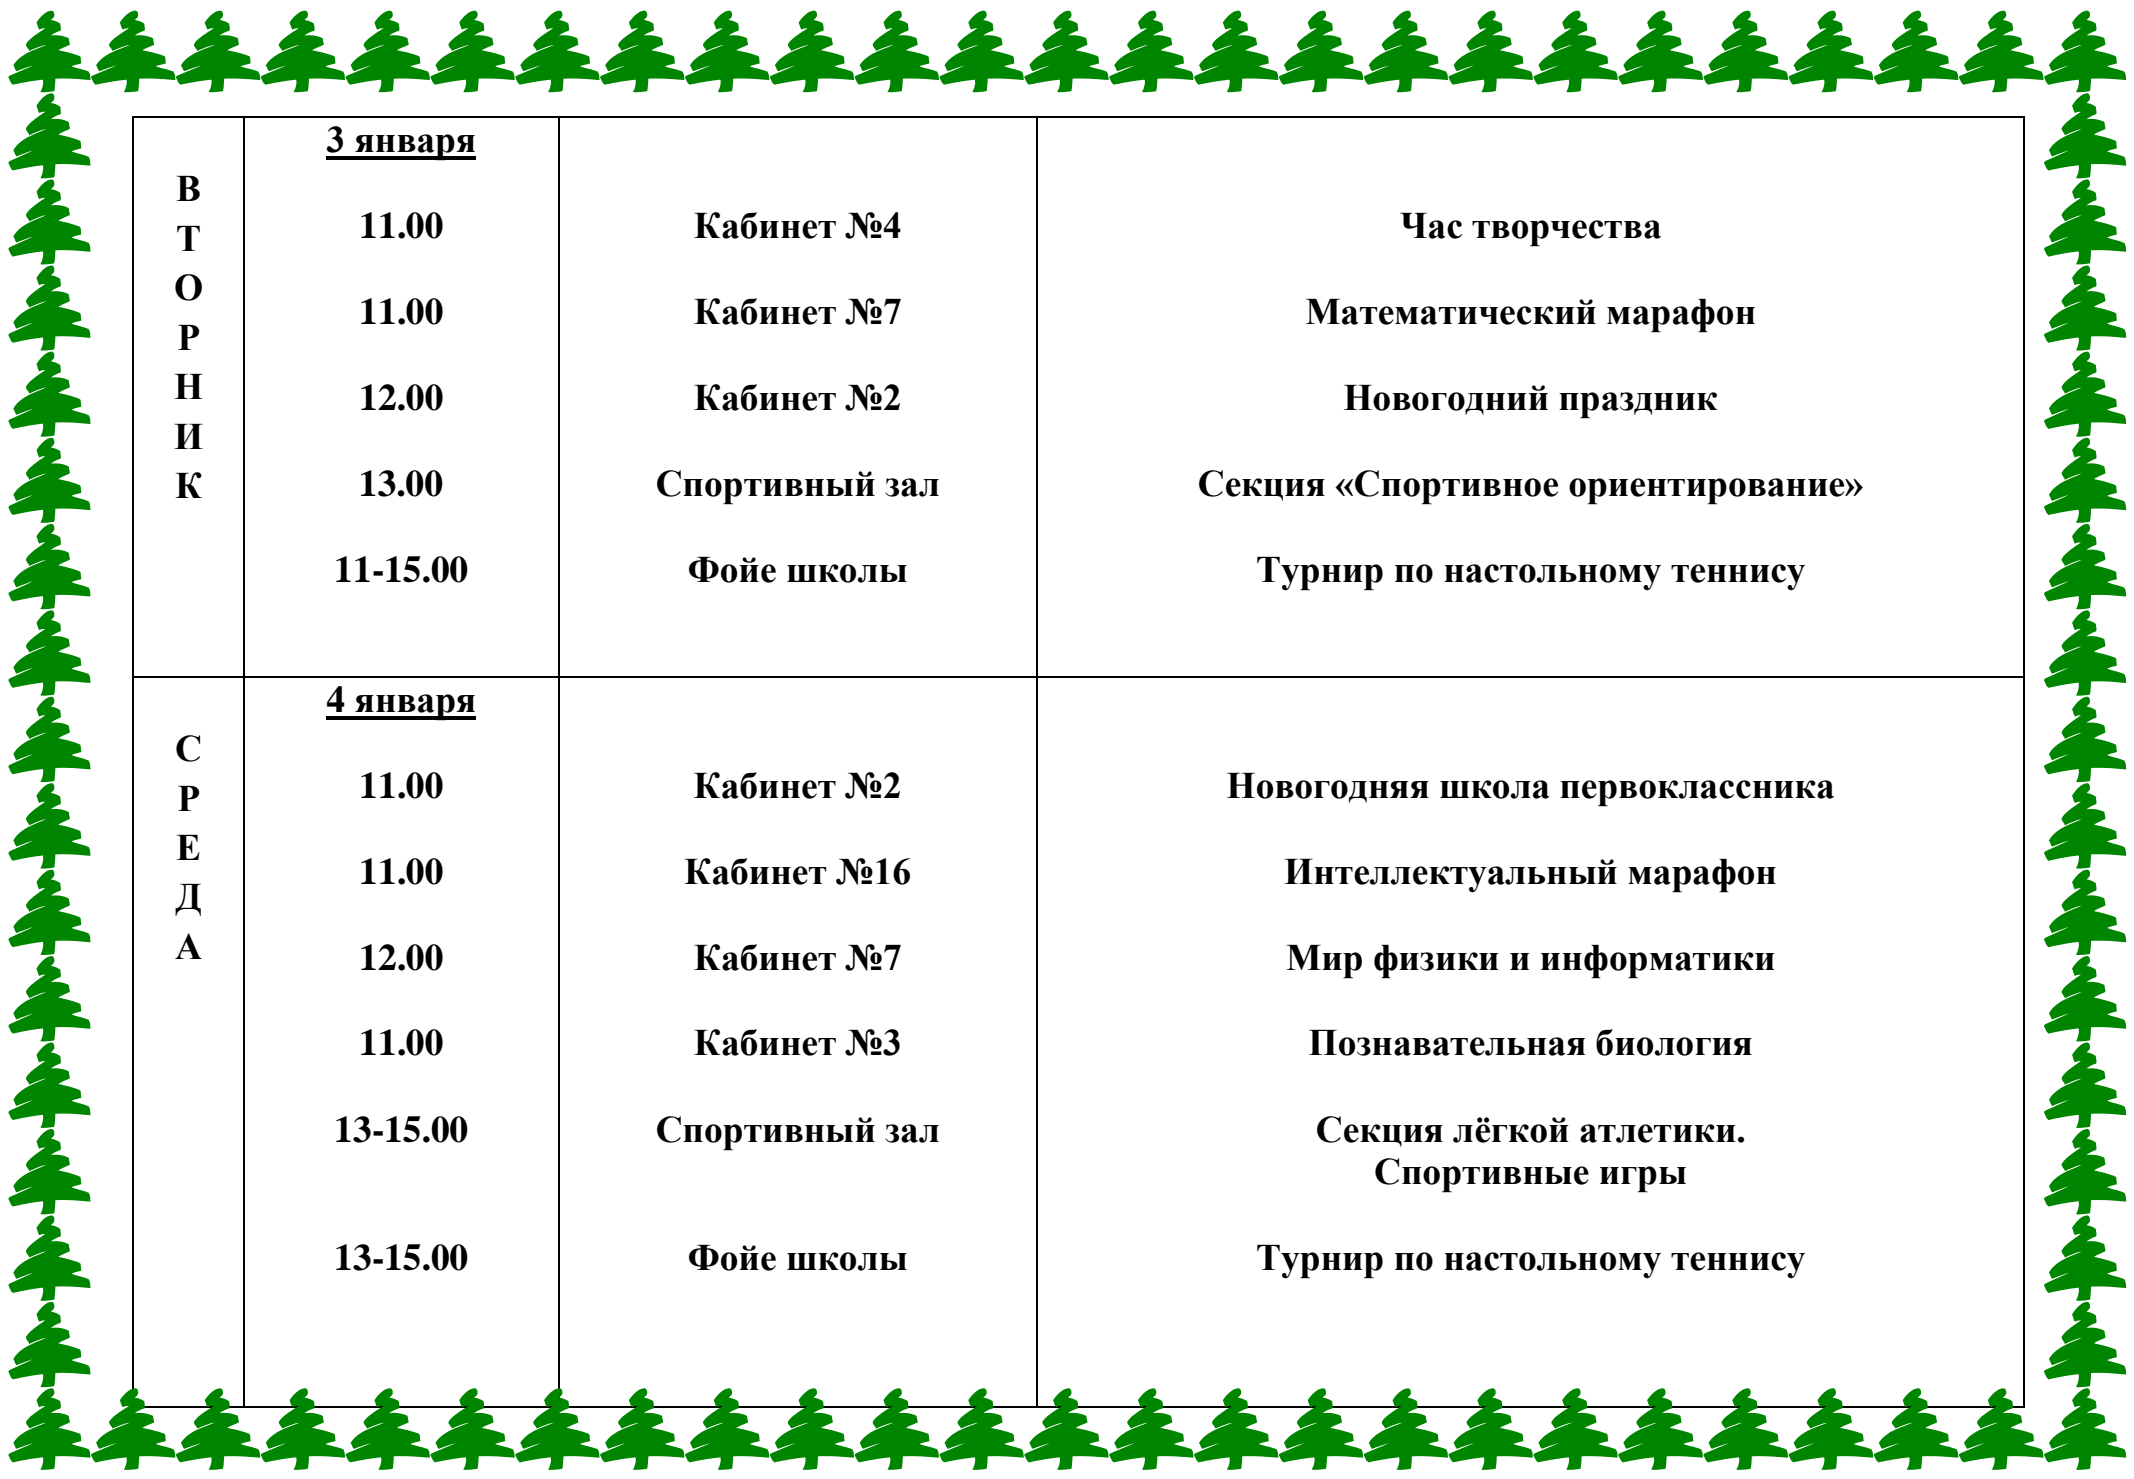 ВТОРНИК
3 января
11.00 Кабинет №4 Час творчества
11.00 Кабинет №7 Математический марафон
12.00 Кабинет №2 Новогодний праздник
13.00 Спортивный зал Секция «Спортивное ориентирование»
11-15.00 Фойе школы Турнир по настольному теннису
СРЕДА
4 января
11.00 Кабинет №2 Новогодняя школа первоклассника
11.00 Кабинет №16 Интеллектуальный марафон
12.00 Кабинет №7 Мир физики и информатики
11.00 Кабинет №3 Познавательная биология
13-15.00 Спортивный зал Секция лёгкой атлетики.
Спортивные игры
13-15.00 Фойе школы Турнир по настольному теннису